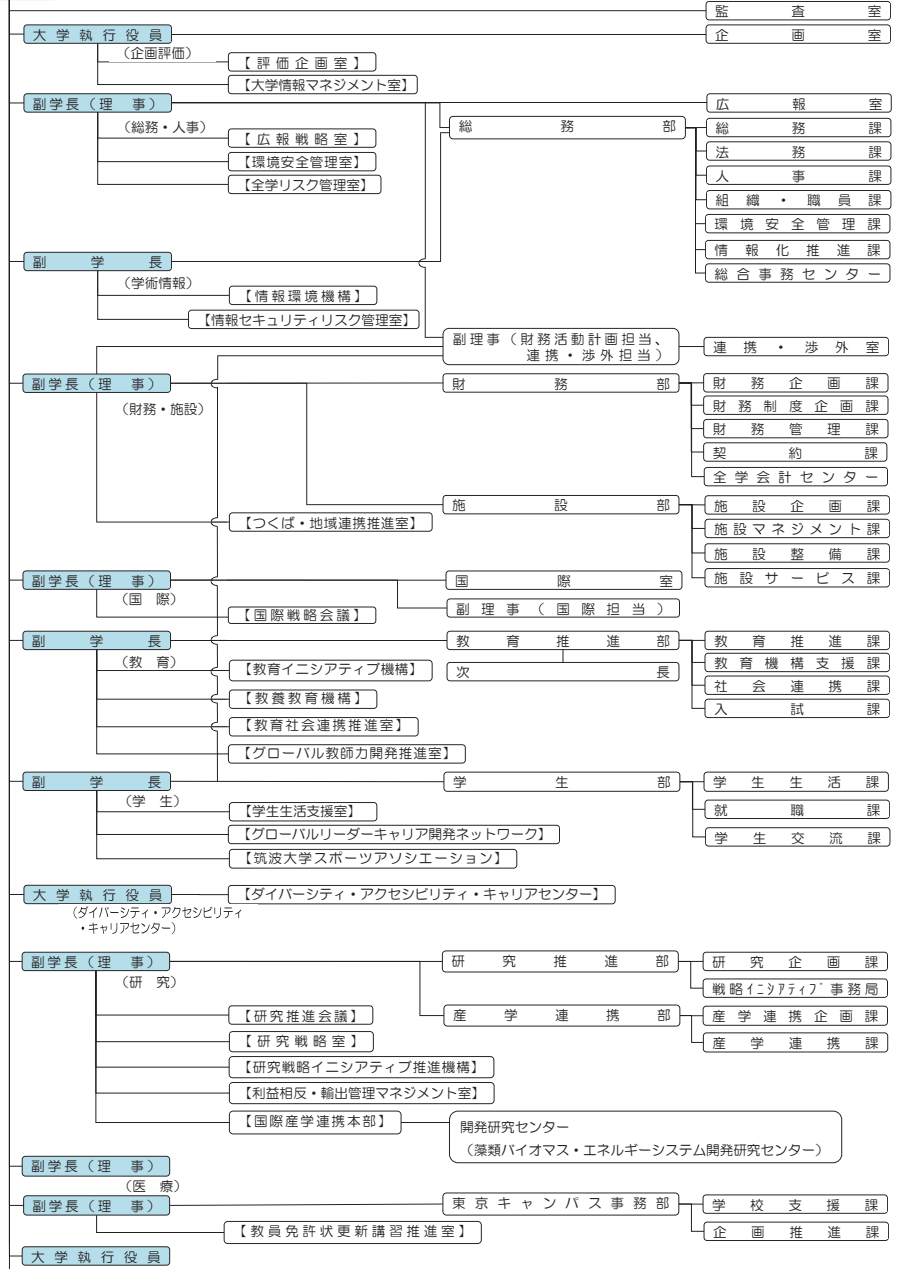 監査室
大学執行役員
企画室
（企画評価）
【評価企画室】
【大学情報マネジメント室】
副学長（理　事）
広報室
（総務・人事）
総務部
総務課
【広報戦略室】
法務課
【環境安全管理室】
人事課
【全学リスク管理室】
組織・職員課
環境安全管理課
情報化推進課
副学長
総合事務センター
（学術情報）
【情報環境機構】
【情報セキュリティリスク管理室】
副理事（財務活動計画担当、
連携・渉外担当）
連携・渉外室
副学長（理　事）
財務部
財務企画課
（財務・施設）
財務制度企画課
財務管理課
契約課
全学会計センター
施設部
施設企画課
【つくば・地域連携推進室】
施設マネジメント課
施設整備課
施設サービス課
副学長（理　事）
国際室
（国　際）
【国際戦略会議】
副理事（国際担当）
副学長
教育推進部
教育推進課
（教　育）
【教育イニシアティブ機構】
次長
教育機構支援課
社会連携課
【教養教育機構】
入試課
【教育社会連携推進室】
【グローバル教師力開発推進室】
副学長
学生部
学生生活課
（学　生）
【学生生活支援室】
就職課
【グローバルリーダーキャリア開発ネットワーク】
学生交流課
【筑波大学スポーツアソシエーション】
大学執行役員
【ダイバーシティ・アクセシビリティ・キャリアセンター】
（ダイバーシティ・アクセシビリティ
・キャリアセンター）
副学長（理　事）
研究推進部
研究企画課
（研　究）
戦略ｲﾆｼｱﾃｨﾌﾞ事務局
【研究推進会議】
産学連携部
産学連携企画課
【研究戦略室】
産学連携課
【研究戦略イニシアティブ推進機構】
【利益相反・輸出管理マネジメント室】
【国際産学連携本部】
開発研究センター
（藻類バイオマス・エネルギーシステム開発研究センター）
副学長（理　事）
（医　療）
副学長（理　事）
東京キャンパス事務部
学校支援課
【教員免許状更新講習推進室】
企画推進課
大学執行役員